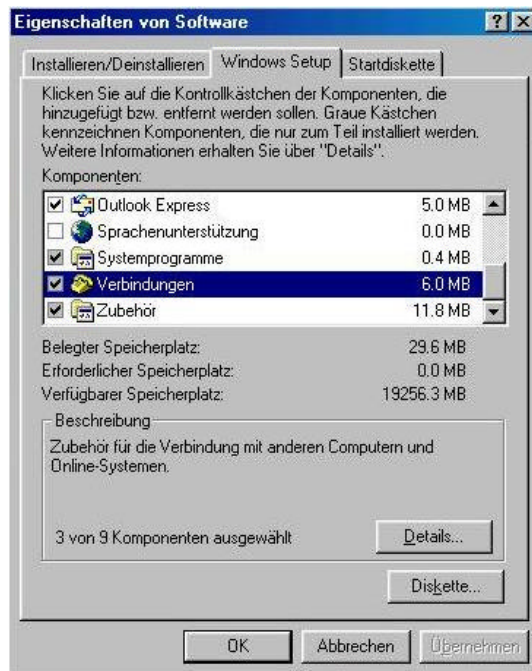 Eigenschaften von Software
Installieren/Deinstallieren Windows Setup Startdiskette
Klicken Sie auf die Kontrollkästchen der Komponenten, die
hinzugefügt bzw. entfernt werden sollen. Graue Kästchen
kennzeichnen Komponenten, die nur zum Teil installiert werden.
Weitere Informationen erhalten Sie über "Details".
Komponenten:
Outlook Express 5.0 MB
Sprachenunterstützung 0.0 MB
Systemprogramme 0.4 MB
Verbindungen 6.0 MB
Zubehör 11.8 MB
Belegter Speicherplatz: 29.6 MB
Erforderlicher Speicherplatz: 0.0 MB
Verfügbarer Speicherplatz: 19256.3 MB
Beschreibung
Zubehör für die Verbindung mit anderen Computern und
Online-Systemen.
3 von 9 Komponenten ausgewählt Details...
Diskette...
OK Abbrechen Übernehmen